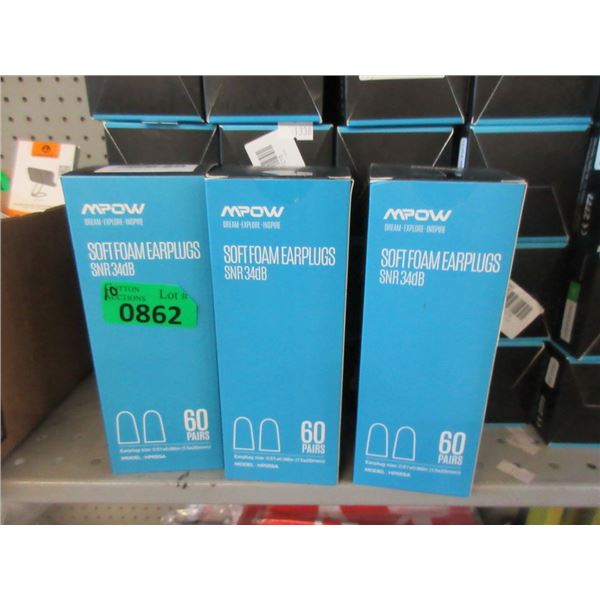 MPOW
DREAM · EXPLORE · INSPIRE
SOFT FOAM EARPLUGS
SNR 34dB
Lot #
AUCTIONS
0862
60
PAIRS
MPOW
DREAM · EXPLORE · INSPIRE
SOFT FOAM EARPLUGS
SNR 34dB
60
PAIRS
MPOW
DREAM · EXPLORE · INSPIRE
SOFT FOAM EARPLUGS
SNR 34dB
60
PAIRS